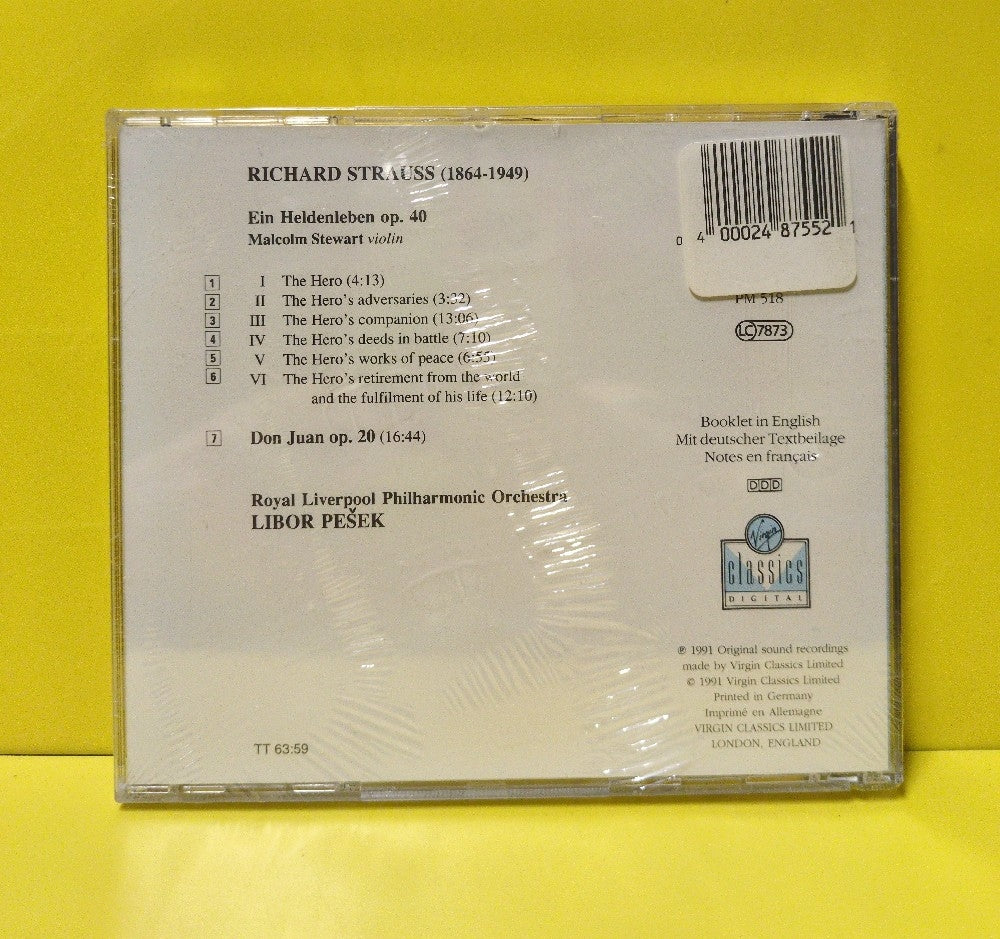 RICHARD STRAUSS (1864-1949)
Ein Heldenleben op. 40
Malcolm Stewart violin
1 I The Hero (4:13)
2 II The Hero's adversaries (3:32)
3 III The Hero's companion (13:06)
4 IV The Hero's deeds in battle (7:10)
5 V The Hero's works of peace (6:55)
6 VI The Hero's retirement from the world
and the fulfilment of his life (12:10)
7 Don Juan op. 20 (16:44)
Royal Liverpool Philharmonic Orchestra
LIBOR PEŠEK
TT 63:59
0 4 00024 87552 1
PM 518
LC 7873
Booklet in English
Mit deutscher Textbeilage
Notes en français
DDD
Virgin
classics
DIGITAL
℗ 1991 Original sound recordings
made by Virgin Classics Limited
© 1991 Virgin Classics Limited
Printed in Germany
Imprimé en Allemagne
VIRGIN CLASSICS LIMITED
LONDON, ENGLAND